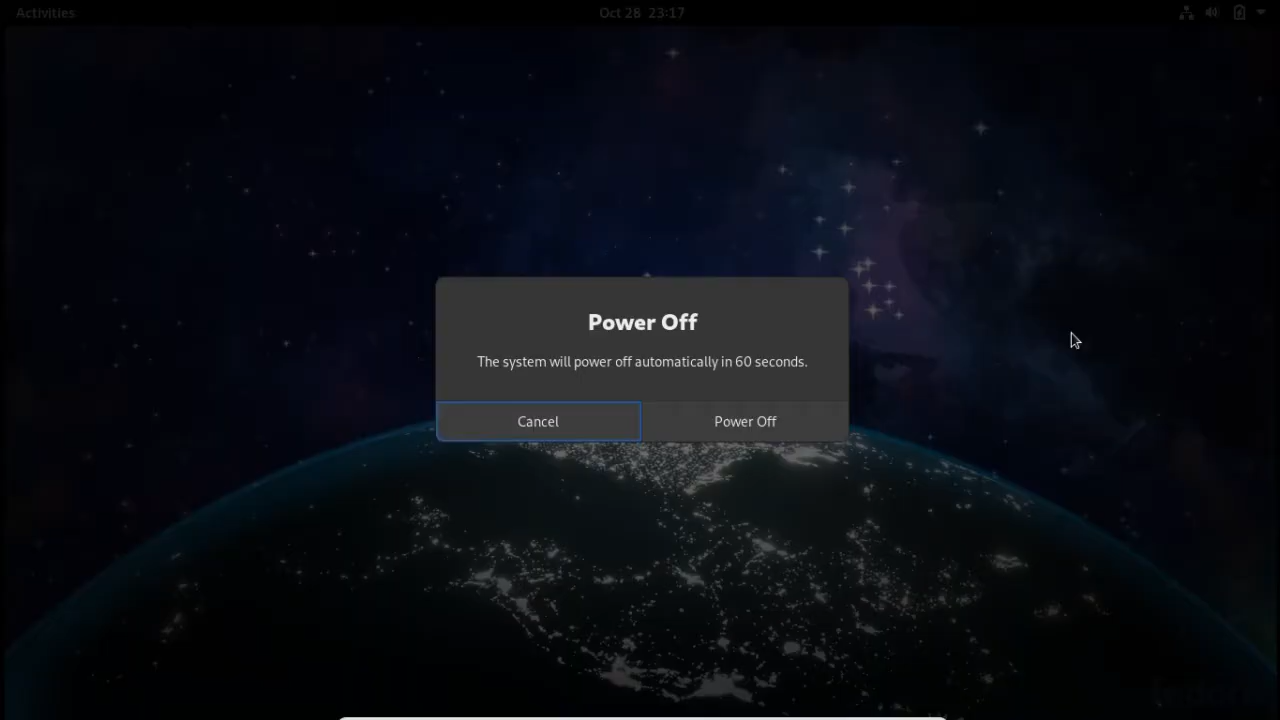 Activities
Oct 28 23:17
Power Off
The system will power off automatically in 60 seconds.
Cancel
Power Off